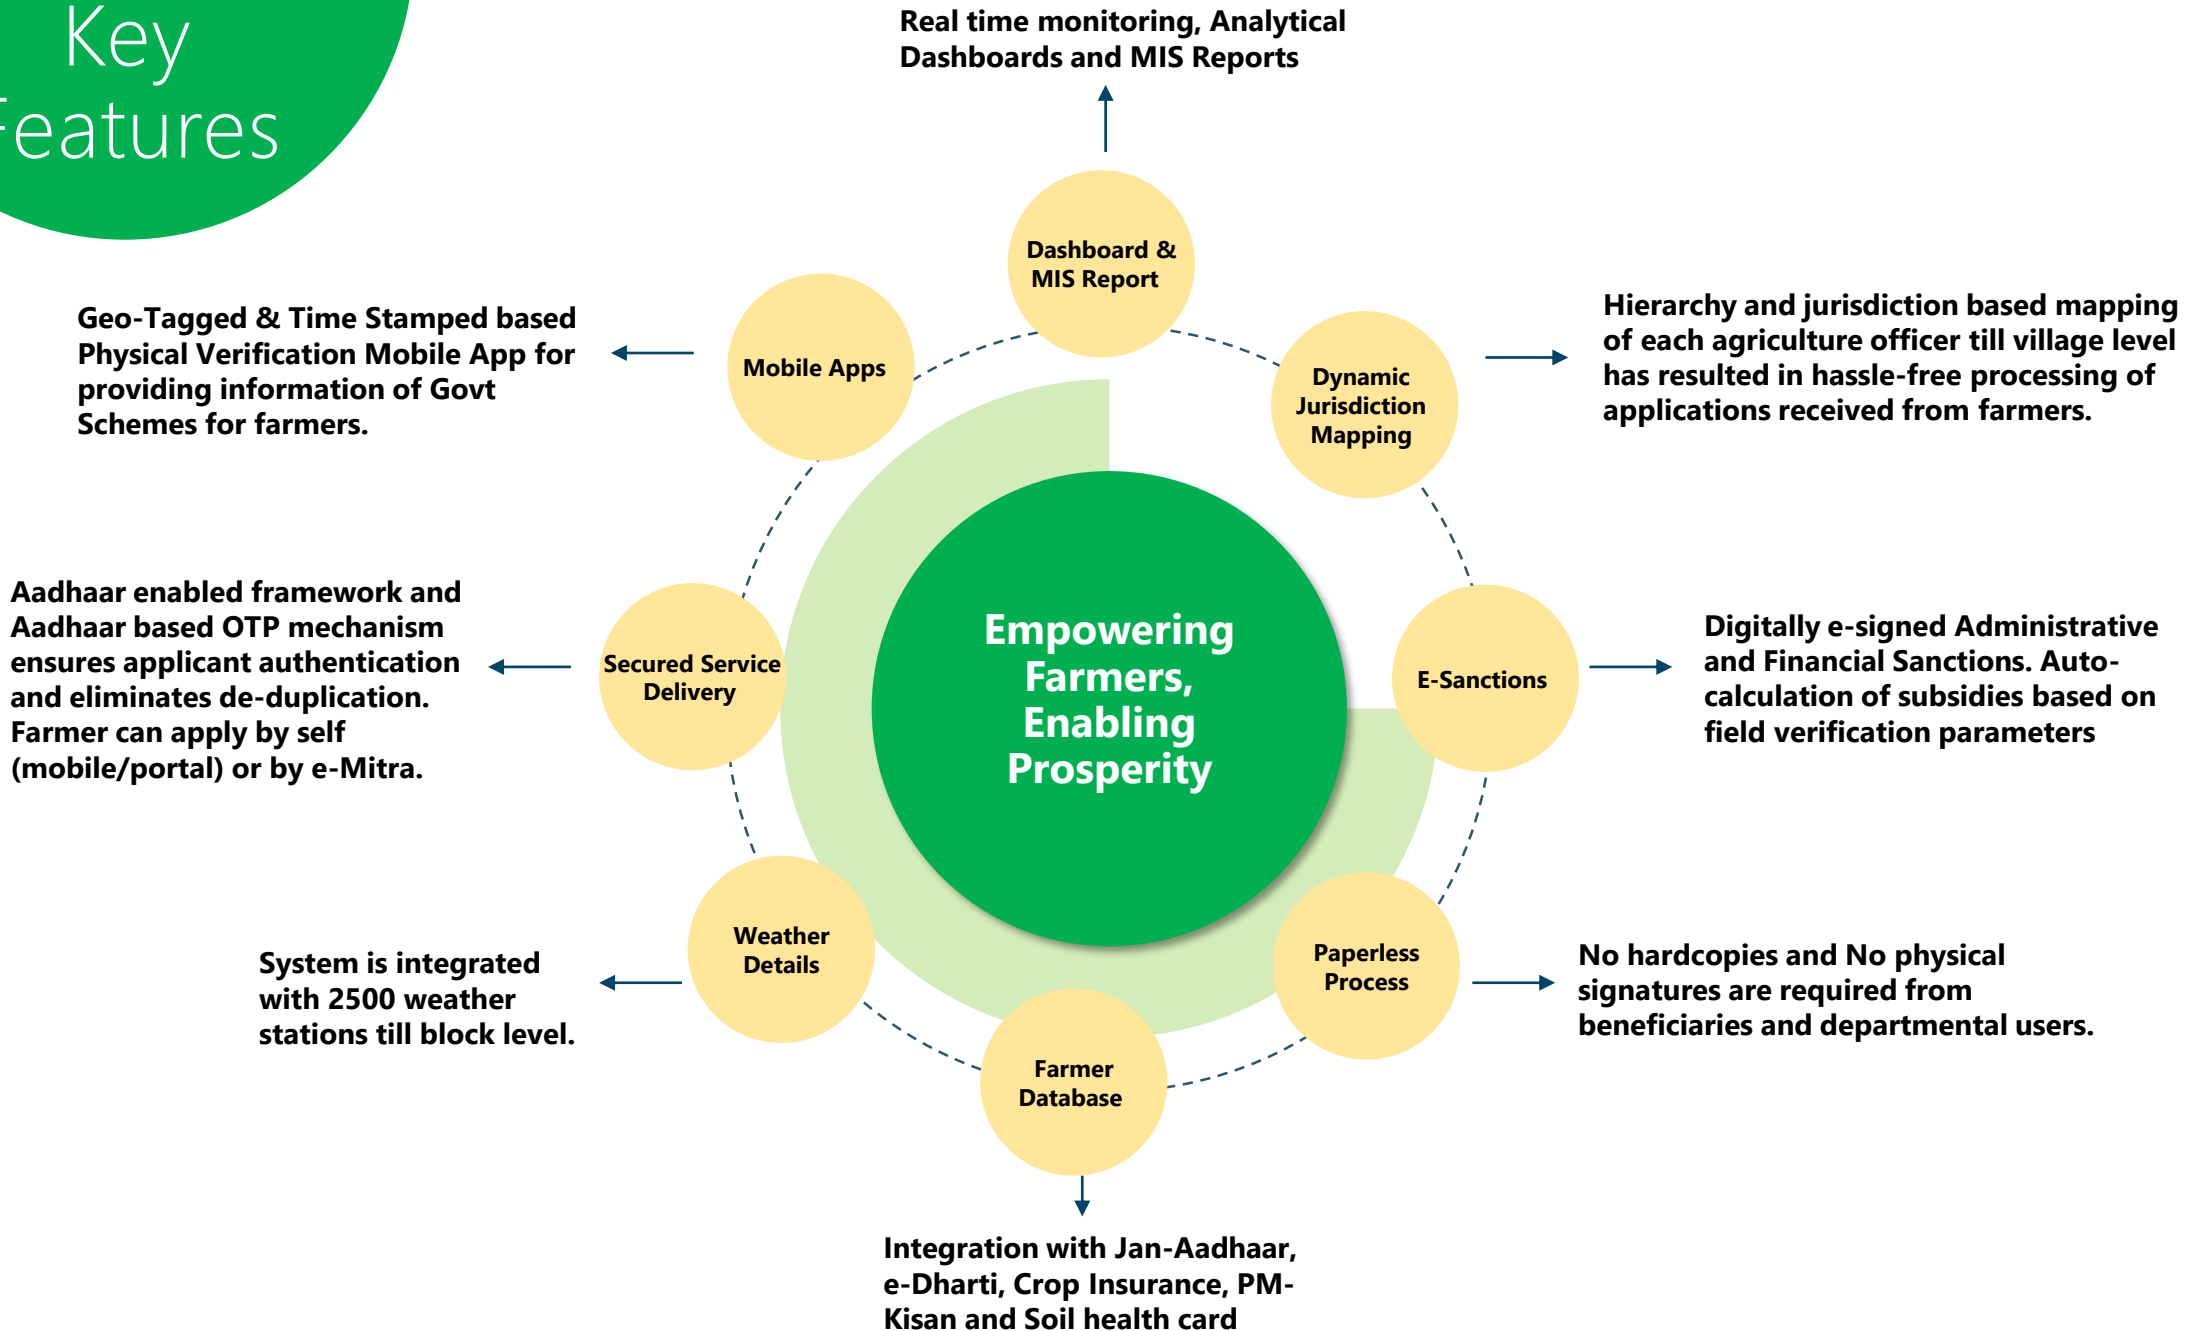 Key
Features
Real time monitoring, Analytical
Dashboards and MIS Reports
Dashboard &
MIS Report
Geo-Tagged & Time Stamped based
Physical Verification Mobile App for
providing information of Govt
Schemes for farmers.
Mobile Apps
Dynamic
Jurisdiction
Mapping
Hierarchy and jurisdiction based mapping
of each agriculture officer till village level
has resulted in hassle-free processing of
applications received from farmers.
Aadhaar enabled framework and
Aadhaar based OTP mechanism
ensures applicant authentication
and eliminates de-duplication.
Farmer can apply by self
(mobile/portal) or by e-Mitra.
Secured Service
Delivery
Empowering
Farmers,
Enabling
Prosperity
E-Sanctions
Digitally e-signed Administrative
and Financial Sanctions. Auto-
calculation of subsidies based on
field verification parameters
System is integrated
with 2500 weather
stations till block level.
Weather
Details
Paperless
Process
No hardcopies and No physical
signatures are required from
beneficiaries and departmental users.
Farmer
Database
Integration with Jan-Aadhaar,
e-Dharti, Crop Insurance, PM-
Kisan and Soil health card